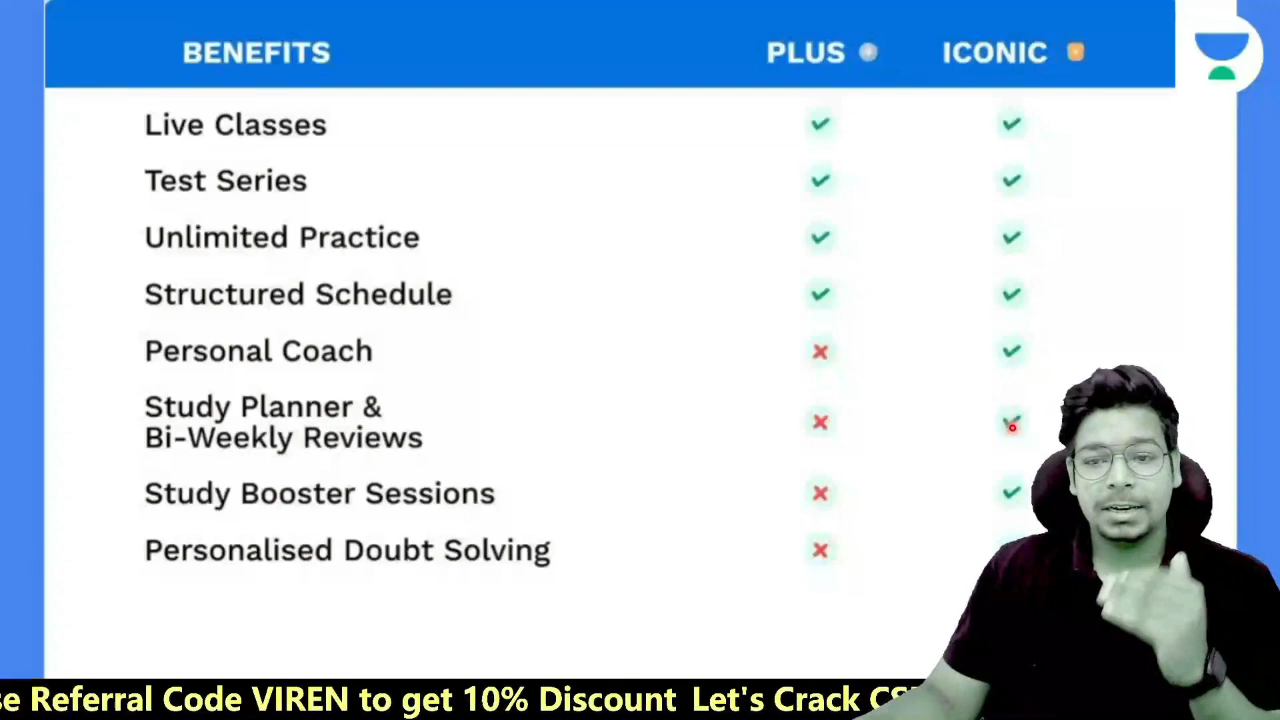 BENEFITS PLUS ICONIC
Live Classes
Test Series
Unlimited Practice
Structured Schedule
Personal Coach
Study Planner &
Bi-Weekly Reviews
Study Booster Sessions
Personalised Doubt Solving
Referral Code VIREN to get 10% Discount Let's Crack